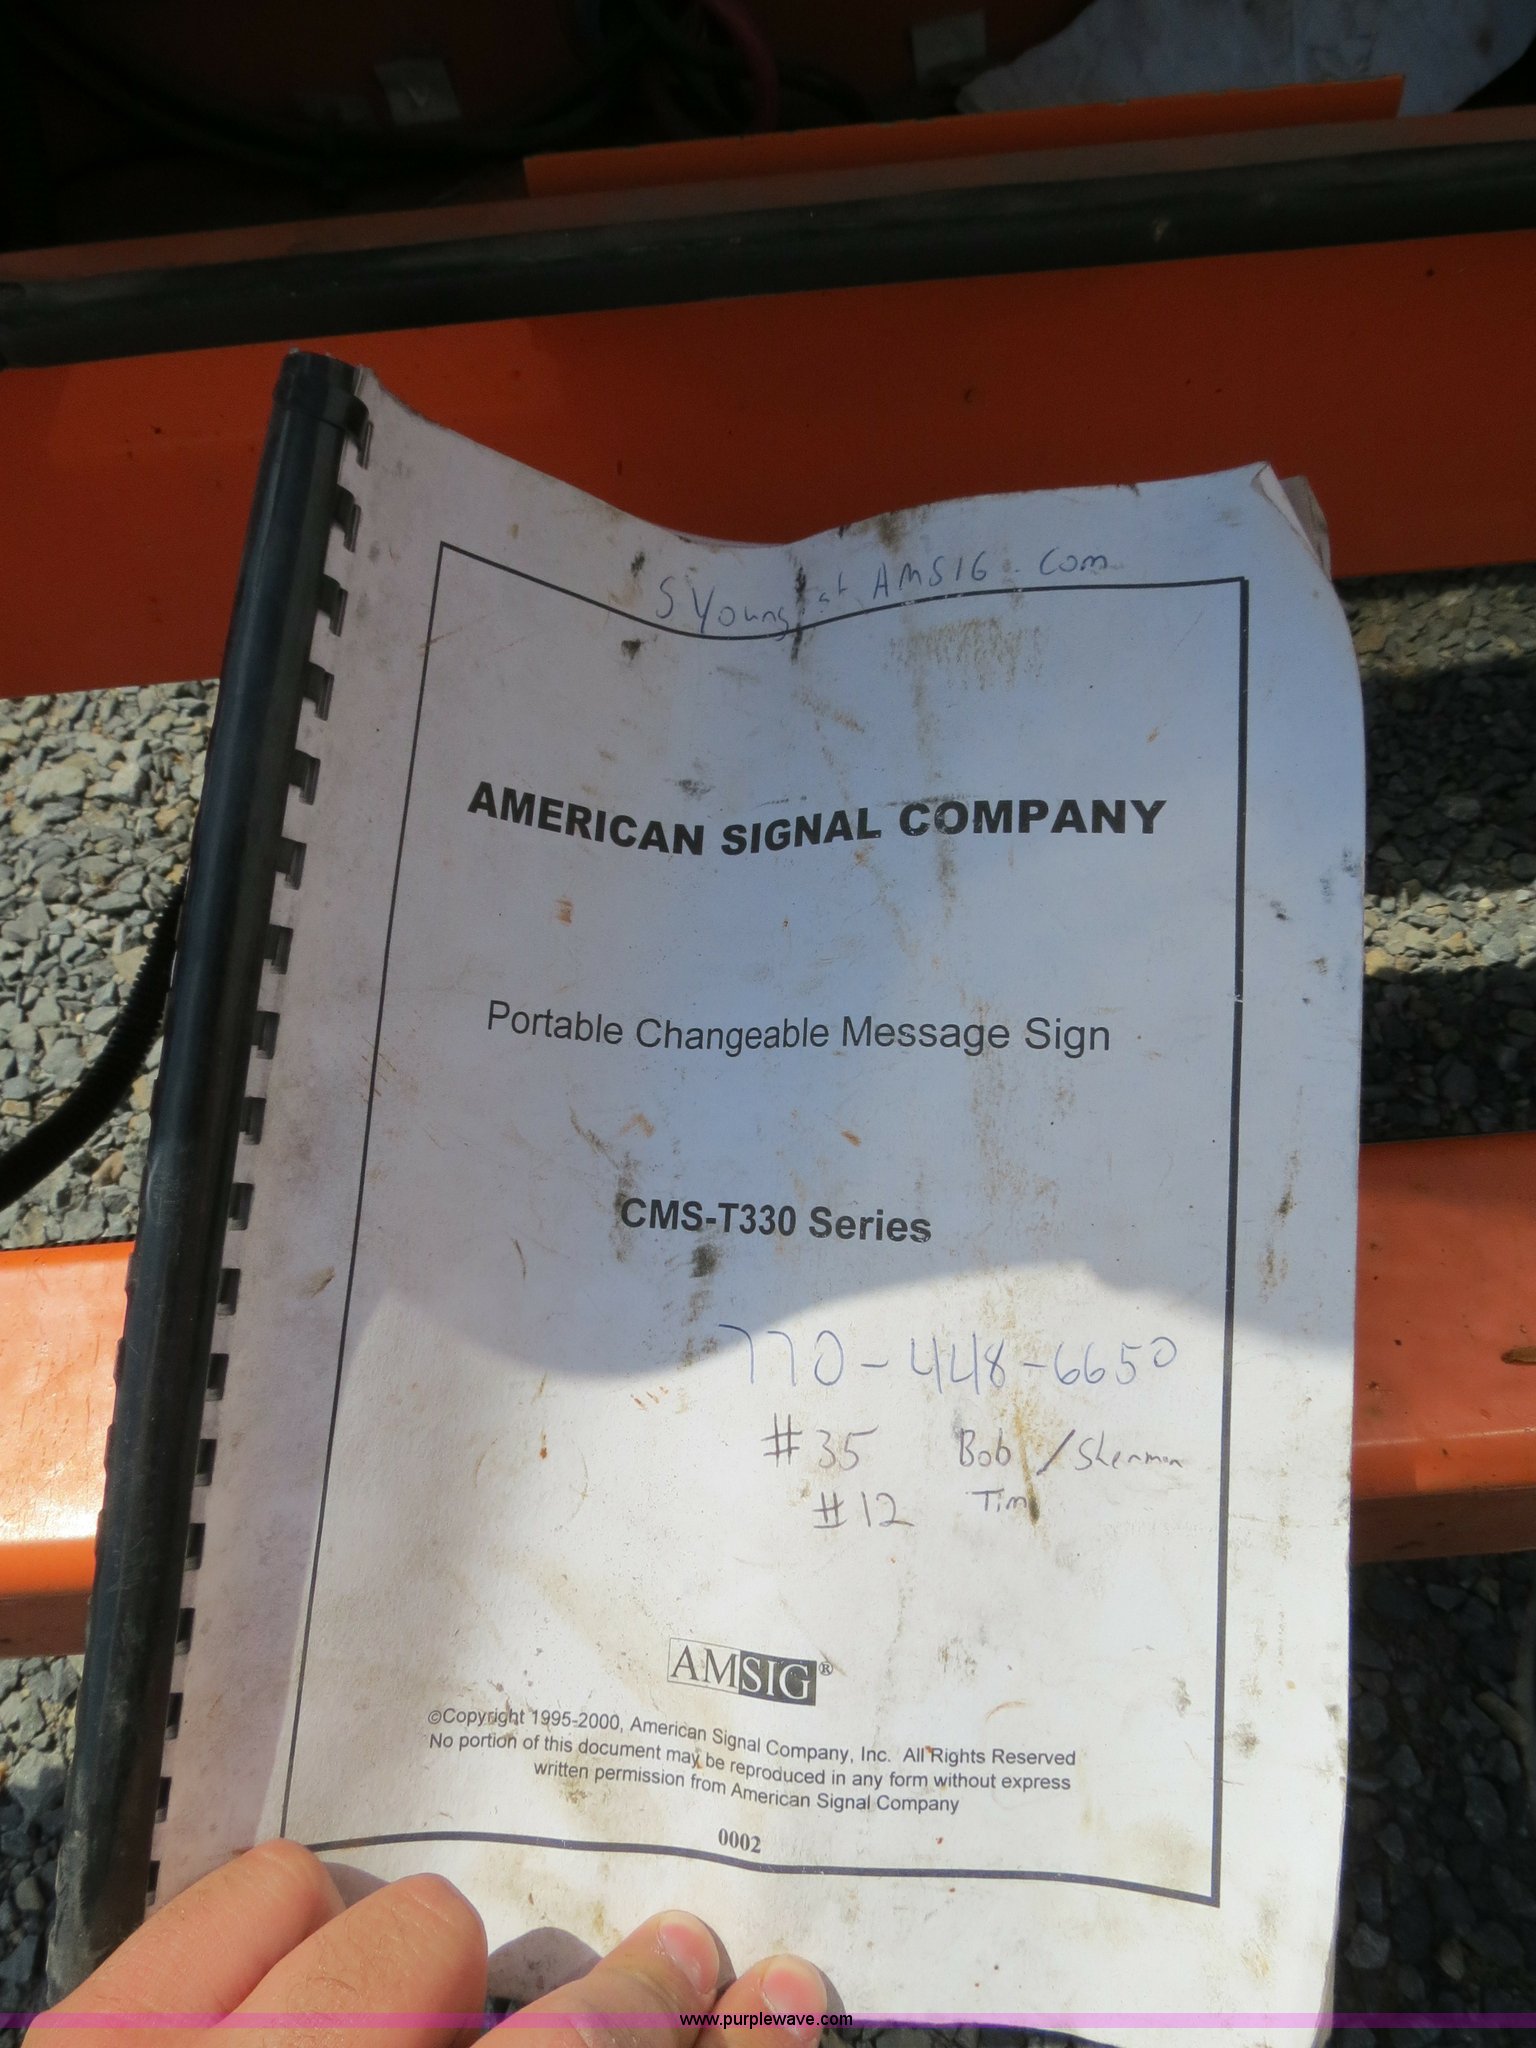 S Young st AMSIG . com
AMERICAN SIGNAL COMPANY
Portable Changeable Message Sign
CMS-T330 Series
770-448-6650
#35 Bob / Sherman
#12 Tim
AMSIG®
©Copyright 1995-2000, American Signal Company, Inc. All Rights Reserved
No portion of this document may be reproduced in any form without express
written permission from American Signal Company
0002
www.purplewave.com